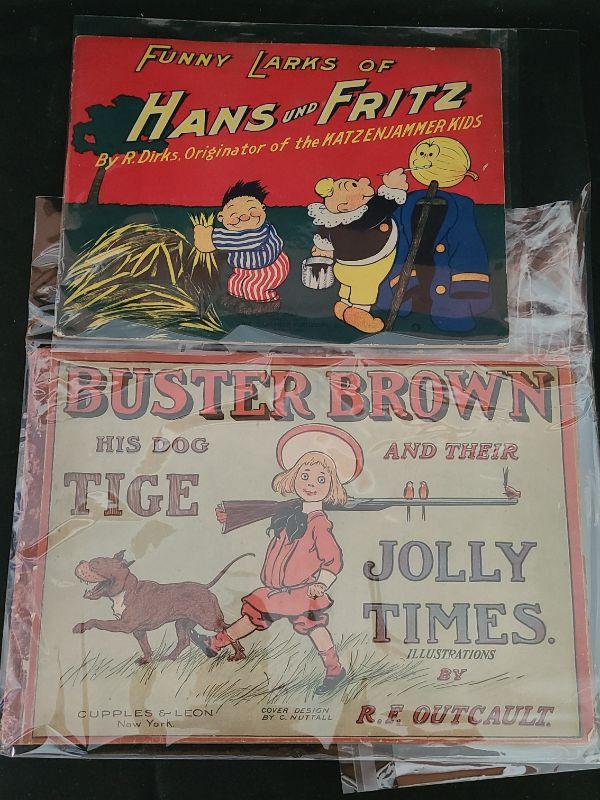 FUNNY LARKS OF
HANS UND FRITZ
By R. Dirks, Originator of the KATZENJAMMER KIDS
BUSTER BROWN
HIS DOG
TIGE
AND THEIR
JOLLY
TIMES.
ILLUSTRATIONS
BY
R.F. OUTCAULT.
CUPPLES & LEON
New York.
COVER DESIGN
BY C. NUTTALL